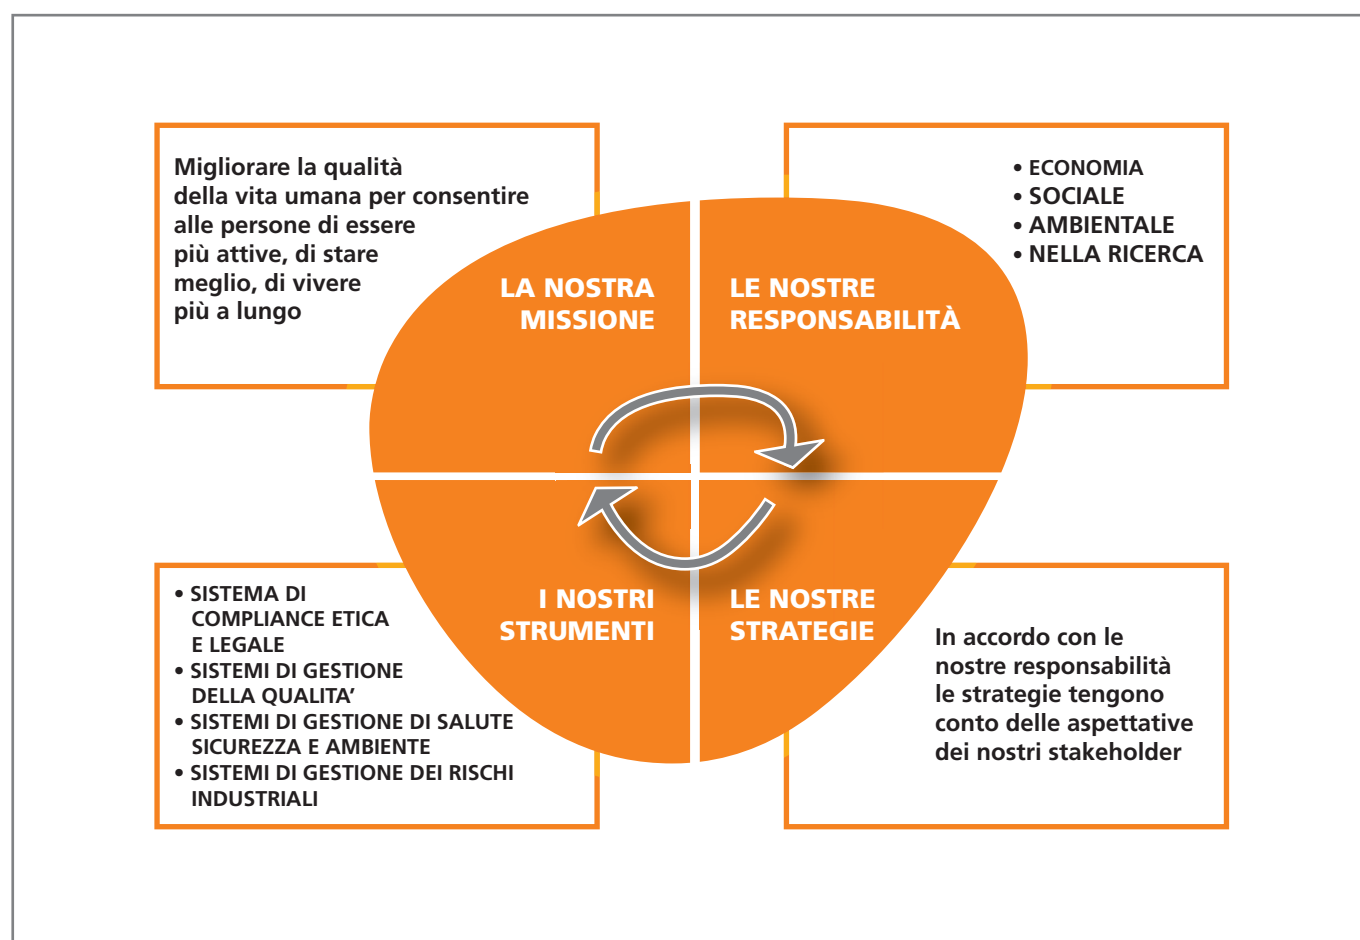 Migliorare la qualità
della vita umana per consentire
alle persone di essere
più attive, di stare
meglio, di vivere
più a lungo
LA NOSTRA
MISSIONE
• ECONOMIA
• SOCIALE
• AMBIENTALE
• NELLA RICERCA
LE NOSTRE
RESPONSABILITÀ
• SISTEMA DI
COMPLIANCE ETICA
E LEGALE
• SISTEMI DI GESTIONE
DELLA QUALITA’
• SISTEMI DI GESTIONE DI SALUTE
SICUREZZA E AMBIENTE
• SISTEMI DI GESTIONE DEI RISCHI
INDUSTRIALI
I NOSTRI
STRUMENTI
LE NOSTRE
STRATEGIE
In accordo con le
nostre responsabilità
le strategie tengono
conto delle aspettative
dei nostri stakeholder